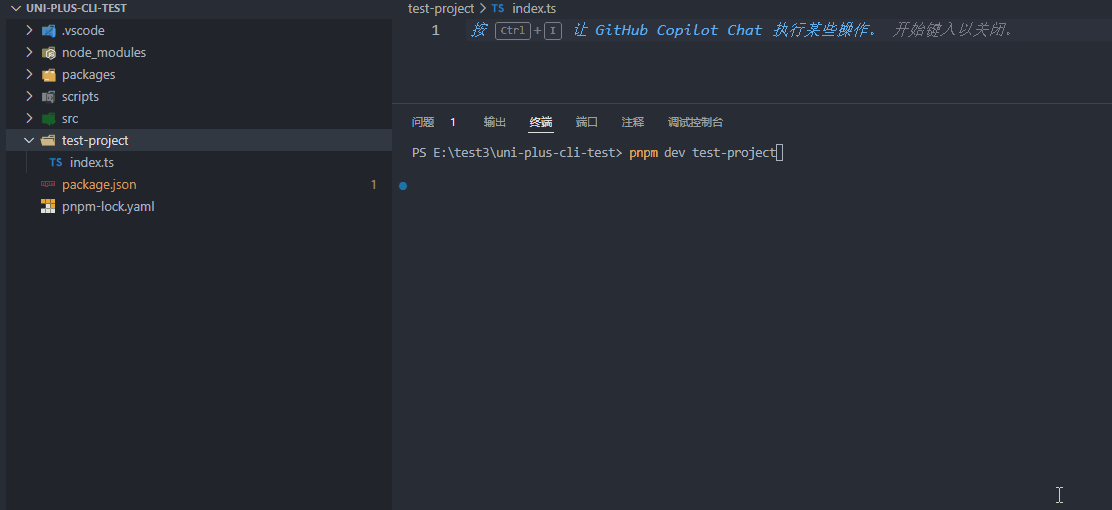 UNI-PLUS-CLI-TEST
.vscode
node_modules
packages
scripts
src
test-project
TS index.ts
package.json 1
pnpm-lock.yaml
test-project > TS index.ts
1 按 Ctrl+I 让 GitHub Copilot Chat 执行某些操作。 开始键入以关闭。
问题 1 输出 终端 端口 注释 调试控制台
PS E:\test3\uni-plus-cli-test> pnpm dev test-project